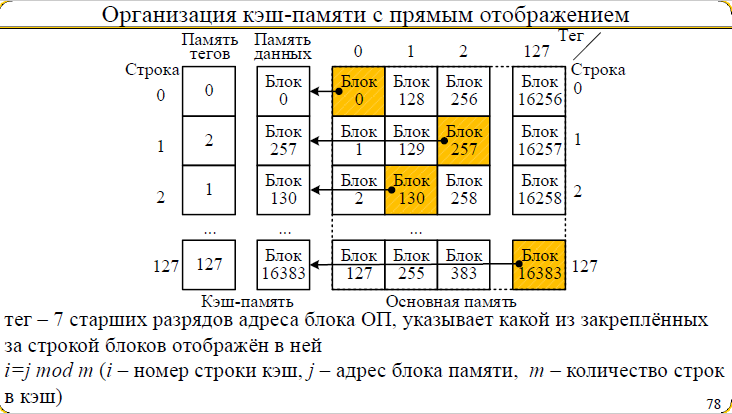 Организация кэш-памяти с прямым отображением
Память тегов Память данных 0 1 2 127 Тег
Строка Строка
0 0 Блок 0 Блок 0 Блок 128 Блок 256 Блок 16256 0
1 2 Блок 257 Блок 1 Блок 129 Блок 257 Блок 16257 1
2 1 Блок 130 Блок 2 Блок 130 Блок 258 Блок 16258 2
... ... ...
127 127 Блок 16383 Блок 127 Блок 255 Блок 383 Блок 16383 127
Кэш-память Основная память
тег – 7 старших разрядов адреса блока ОП, указывает какой из закреплённых
за строкой блоков отображён в ней
i=j mod m (i – номер строки кэш, j – адрес блока памяти, m – количество строк
в кэш)
78